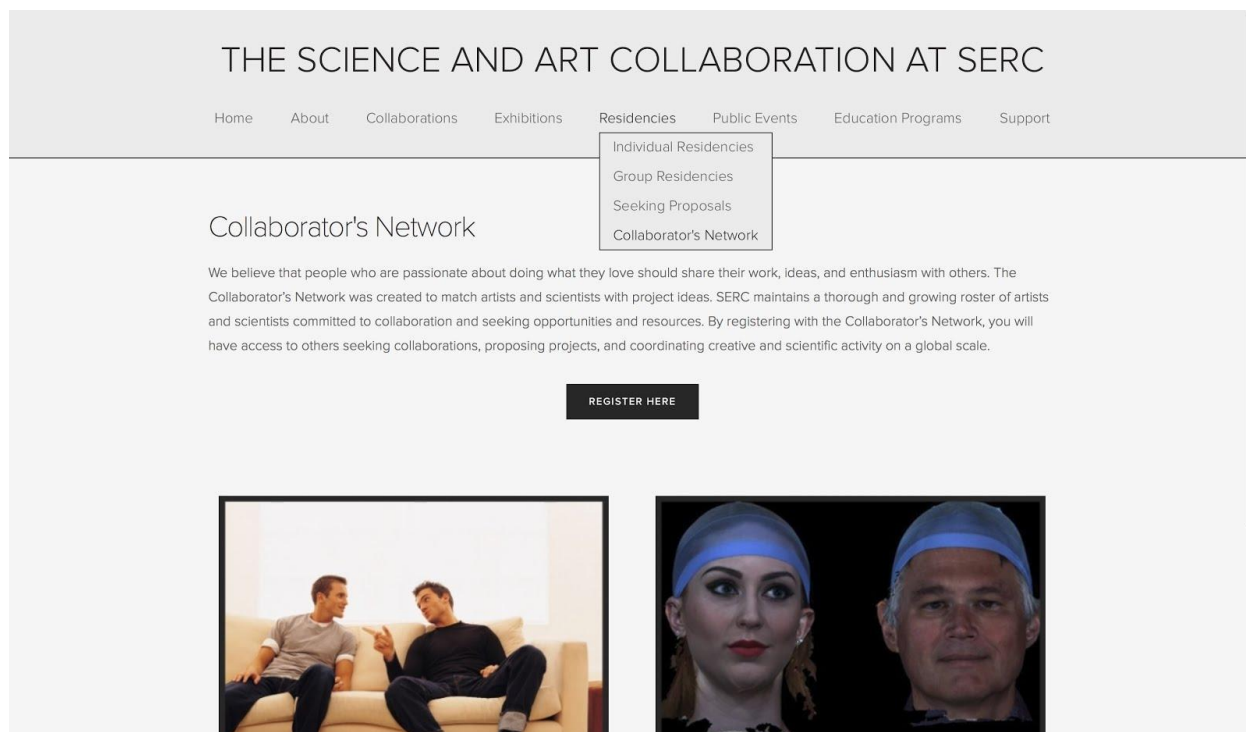 THE SCIENCE AND ART COLLABORATION AT SERC
Home About Collaborations Exhibitions Residencies Public Events Education Programs Support
Individual Residencies
Group Residencies
Seeking Proposals
Collaborator's Network
Collaborator's Network
We believe that people who are passionate about doing what they love should share their work, ideas, and enthusiasm with others. The
Collaborator’s Network was created to match artists and scientists with project ideas. SERC maintains a thorough and growing roster of artists
and scientists committed to collaboration and seeking opportunities and resources. By registering with the Collaborator’s Network, you will
have access to others seeking collaborations, proposing projects, and coordinating creative and scientific activity on a global scale.
REGISTER HERE